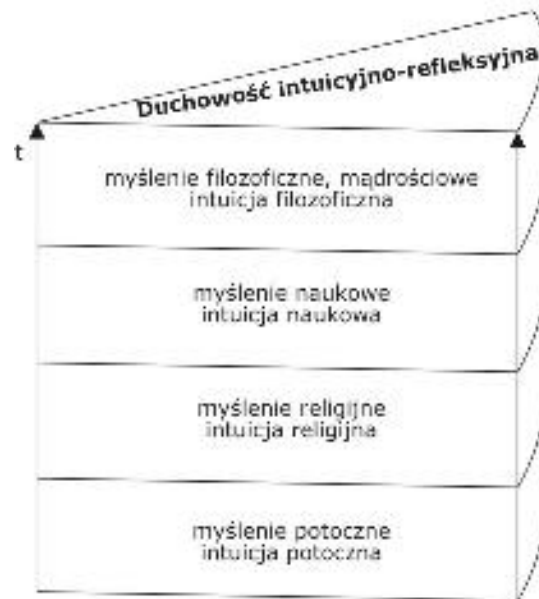 Duchowość intuicyjno-refleksyjna
t
myślenie filozoficzne, mądrościowe
intuicja filozoficzna
myślenie naukowe
intuicja naukowa
myślenie religijne
intuicja religijna
myślenie potoczne
intuicja potoczna